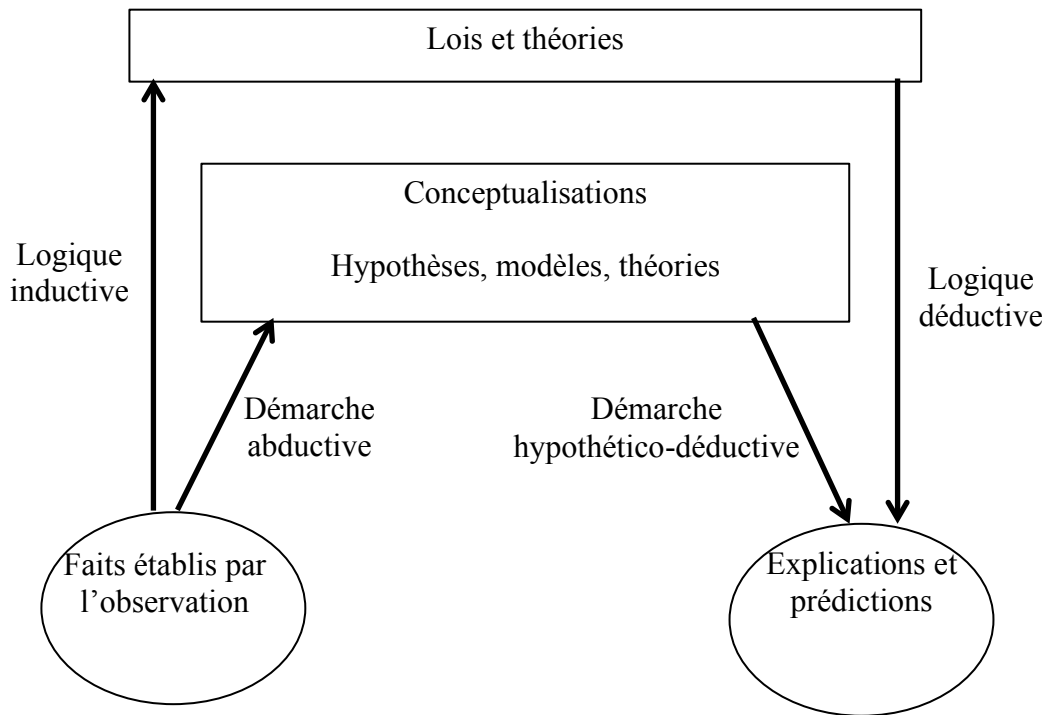 Lois et théories
Conceptualisations
Hypothèses, modèles, théories
Logique
inductive
Logique
déductive
Démarche
abductive
Démarche
hypothético-déductive
Faits établis par
l’observation
Explications et
prédictions